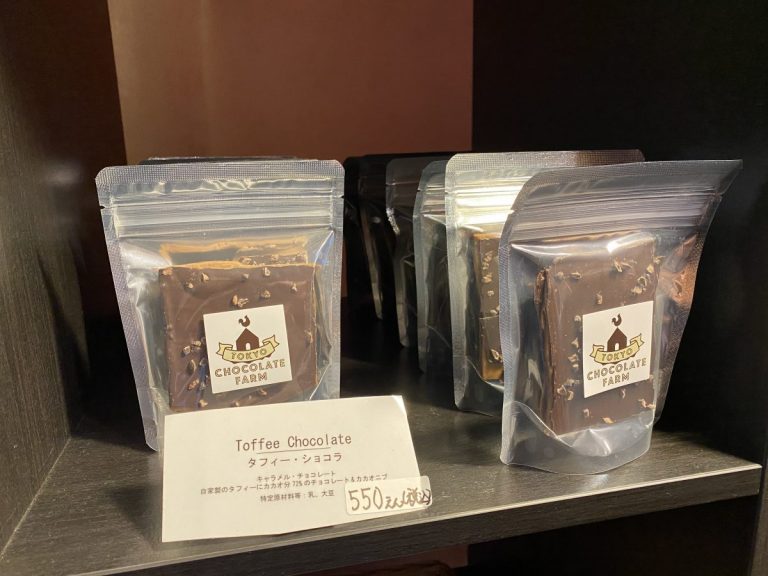 TOKYO
CHOCOLATE
FARM
TOKYO
CHOCOLATE
FARM
Toffee Chocolate
タフィー・ショコラ
キャラメル・チョコレート
自家製のタフィーにカカオ分72%のチョコレート&カカオニブ
特定原材料等：乳、大豆
550えん